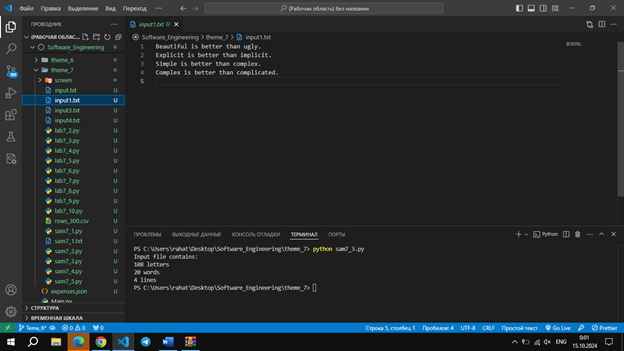 Файл Правка Выделение Вид Переход ... (Рабочая область) без названия
ПРОВОДНИК
input1.txt U
(РАБОЧАЯ ОБЛАСТЬ)...
Software_Engineering > theme_7 > input1.txt
Software_Engineering
theme_6
theme_7
screen
input.txt U
input1.txt U
input3.txt U
input4.txt U
lab7_2.py U
lab7_3.py U
lab7_4.py U
lab7_5.py U
lab7_6.py U
lab7_7.py U
lab7_8.py U
lab7_9.py U
lab7_10.py U
rows_300.csv U
sam7_1.py U
sam7_1.txt U
sam7_2.py U
sam7_3.py U
sam7_4.py U
sam7_5.py U
expenses.json U
Main.py
СТРУКТУРА
ВРЕМЕННАЯ ШКАЛА
1 Beautiful is better than ugly.
2 Explicit is better than implicit.
3 Simple is better than complex.
4 Complex is better than complicated.
5
ПРОБЛЕМЫ ВЫХОДНЫЕ ДАННЫЕ КОНСОЛЬ ОТЛАДКИ ТЕРМИНАЛ ПОРТЫ
Python
PS C:\Users\rahat\Desktop\Software_Engineering\theme_7> python sam7_3.py
Input file contains:
108 letters
20 words
4 lines
PS C:\Users\rahat\Desktop\Software_Engineering\theme_7>
Tema_6* 0 0 0 Строка 5, столбец 1 Пробелов: 4 UTF-8 CRLF Простой текст Go Live Prettier
ENG 0:01
15.10.2024